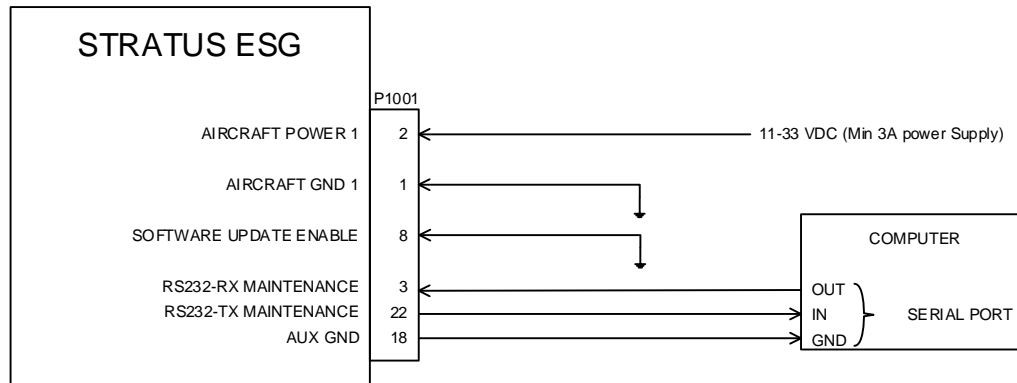 STRATUS ESG
P1001
AIRCRAFT POWER 1 2 11-33 VDC (Min 3A power Supply)
AIRCRAFT GND 1 1
SOFTWARE UPDATE ENABLE 8
COMPUTER
RS232-RX MAINTENANCE 3 OUT
RS232-TX MAINTENANCE 22 IN SERIAL PORT
AUX GND 18 GND